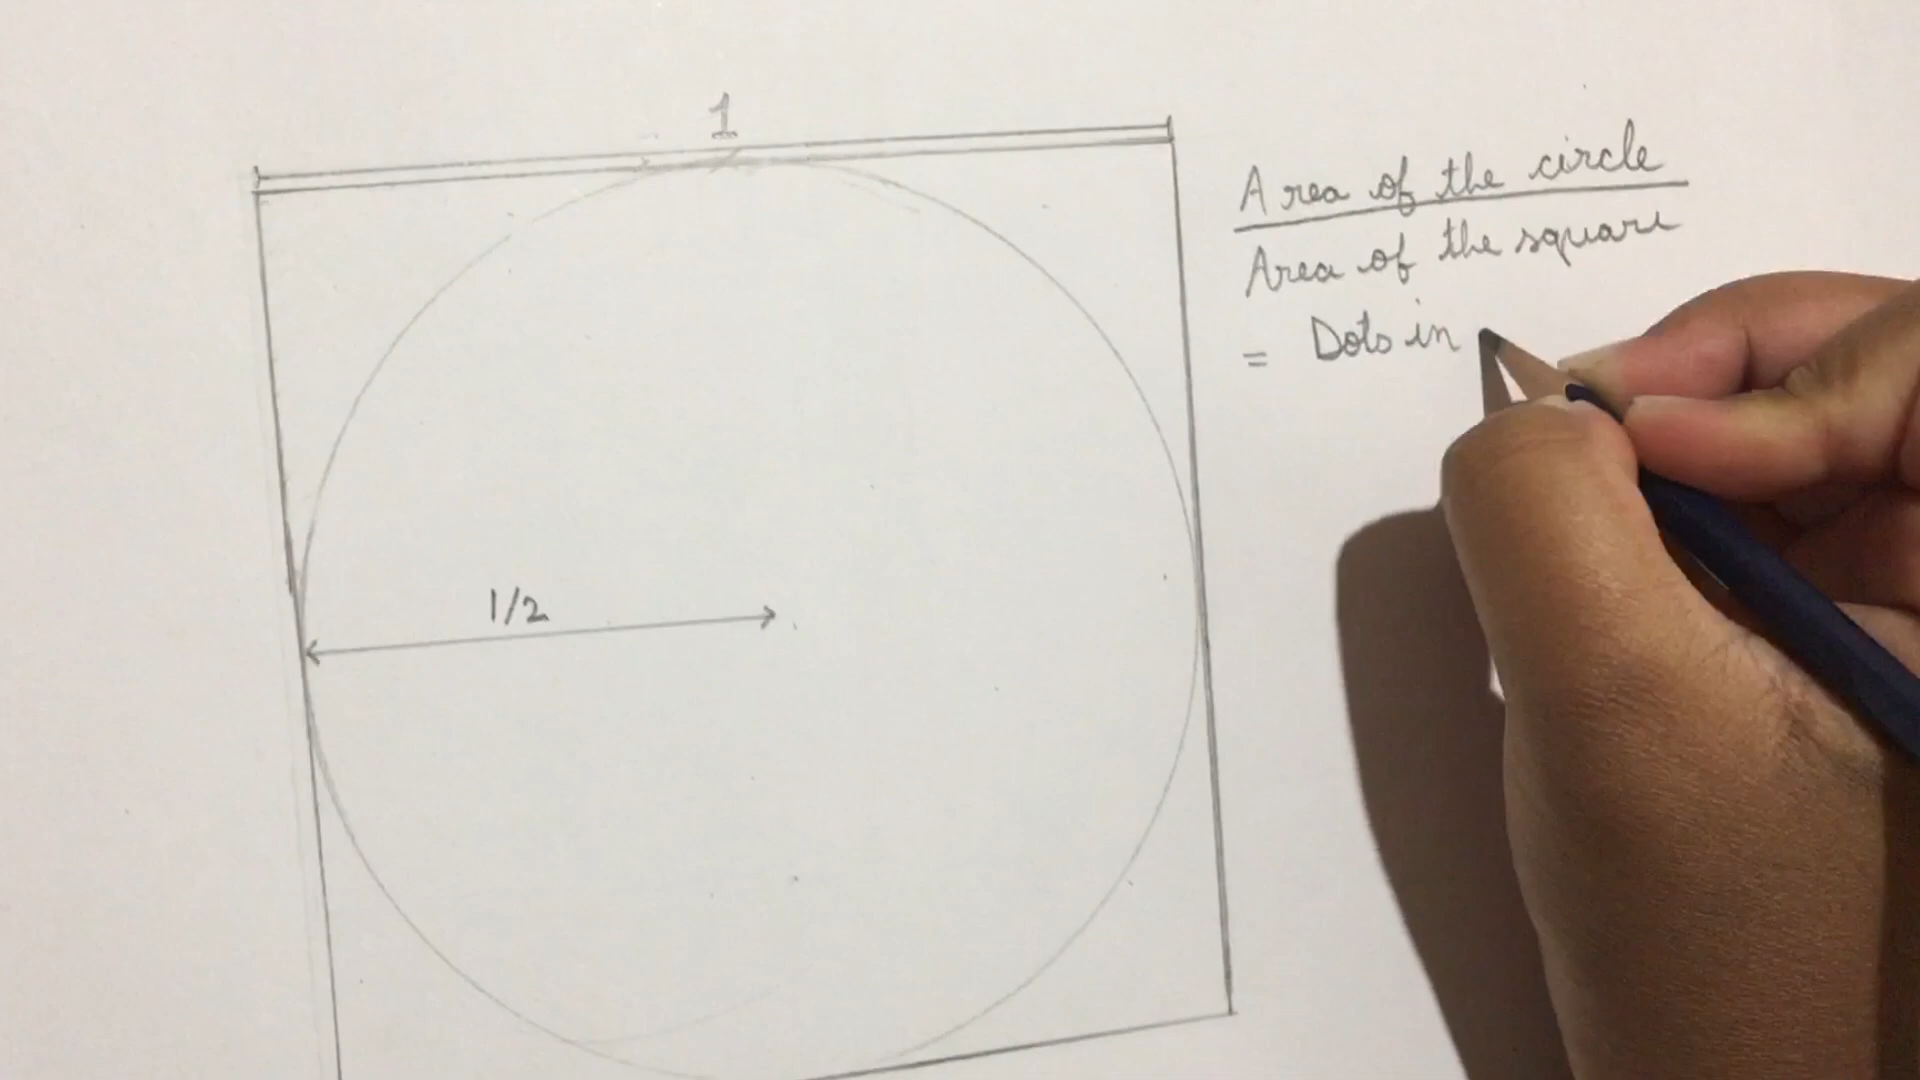 1
Area of the circle
Area of the square
= Dots in
1/2